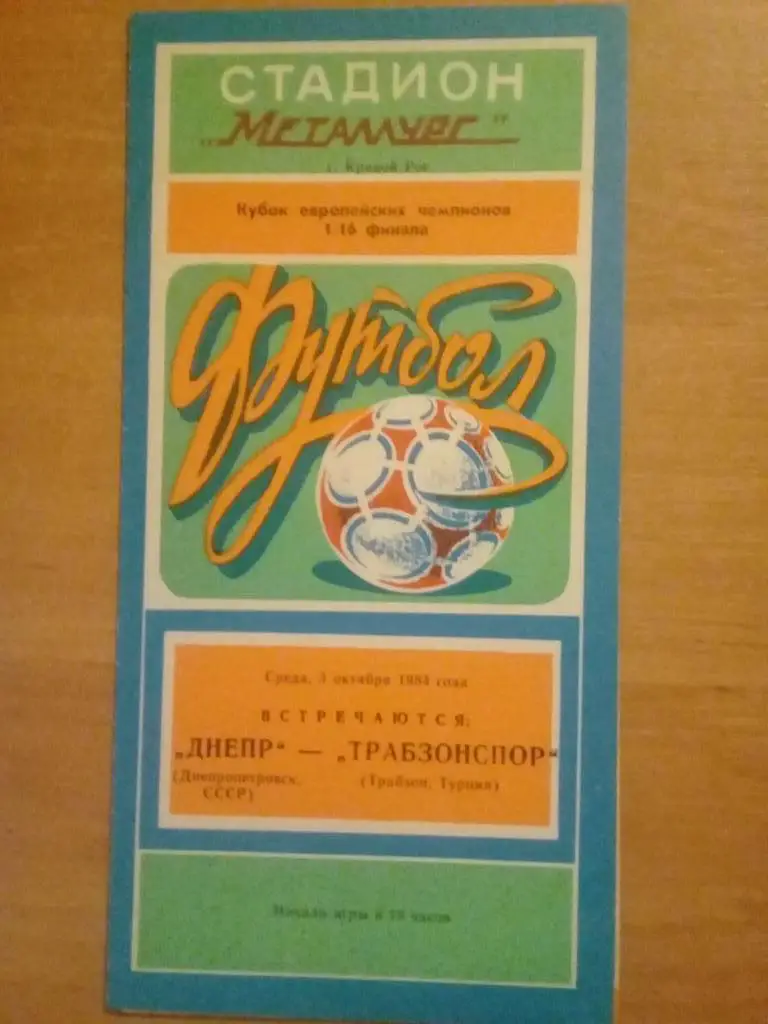 СТАДИОН
„Металлург"
г. Кривой Рог
Кубок европейских чемпионов
1/16 финала
Футбол
Среда, 3 октября 1984 года
ВСТРЕЧАЮТСЯ:
„ДНЕПР“ — „ТРАБЗОНСПОР“
(Днепропетровск, (Трабзон, Турция)
СССР)
Начало игры в часов